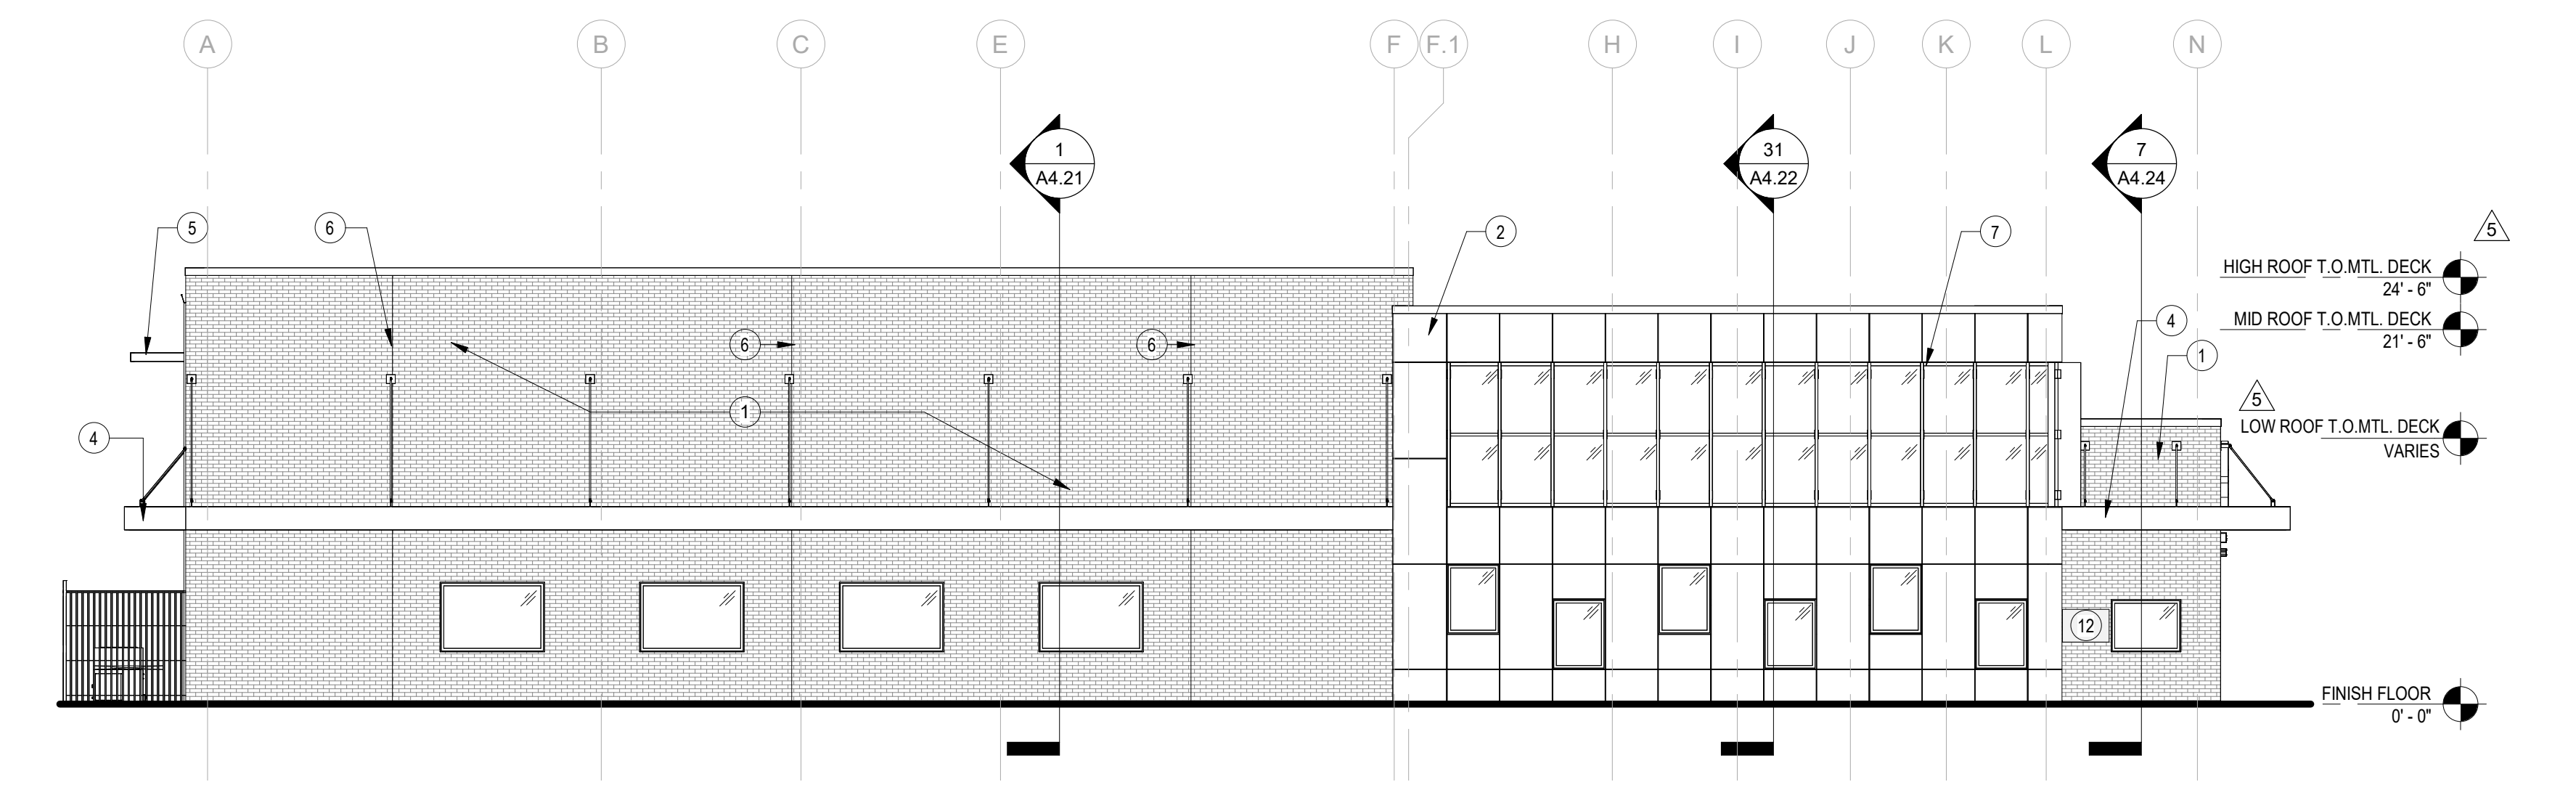 A B C E F F.1 H I J K L N
1
A4.21
31
A4.22
7
A4.24
5
6
2
7
5
HIGH ROOF T.O.MTL. DECK
24' - 6"
MID ROOF T.O.MTL. DECK
21' - 6"
4
6
6
1
1
5
LOW ROOF T.O.MTL. DECK
VARIES
4
12
FINISH FLOOR
0' - 0"